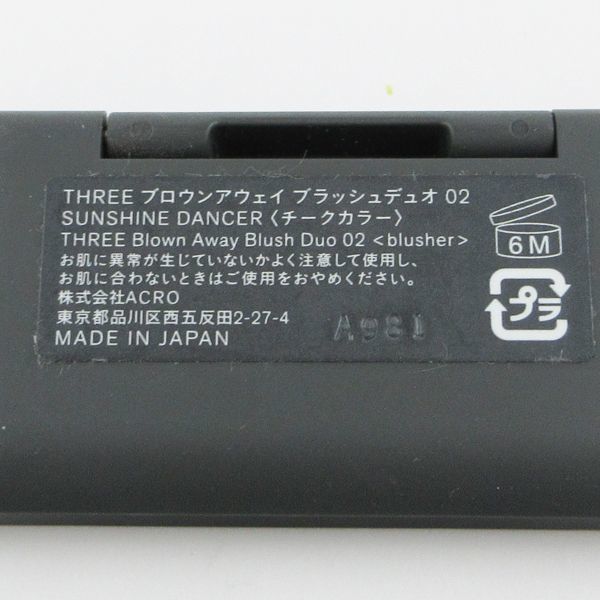 THREE ブロウンアウェイ ブラッシュデュオ 02
SUNSHINE DANCER〈チークカラー〉
THREE Blown Away Blush Duo 02 <blusher>
お肌に異常が生じていないかよく注意して使用し、
お肌に合わないときはご使用をおやめください。
株式会社ACRO
東京都品川区西五反田2-27-4
MADE IN JAPAN
A981
6M
プラ